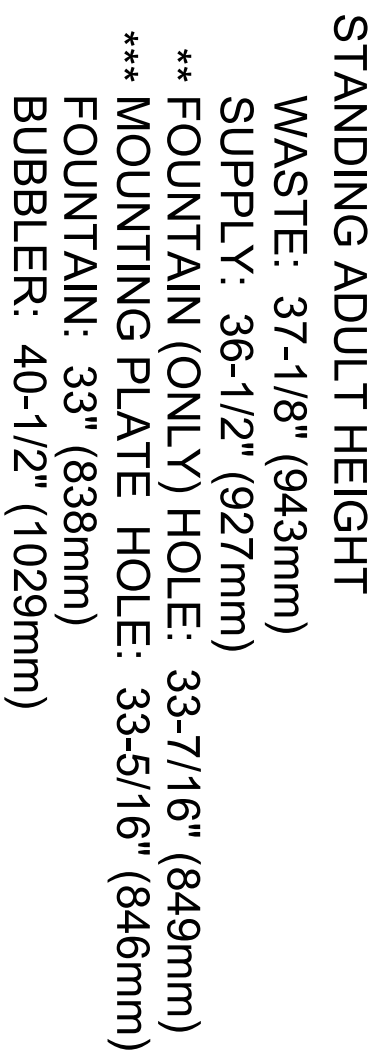 STANDING ADULT HEIGHT
WASTE: 37-1/8" (943mm)
SUPPLY: 36-1/2" (927mm)
** FOUNTAIN (ONLY) HOLE: 33-7/16" (849mm)
*** MOUNTING PLATE HOLE: 33-5/16" (846mm)
FOUNTAIN: 33" (838mm)
BUBBLER: 40-1/2" (1029mm)